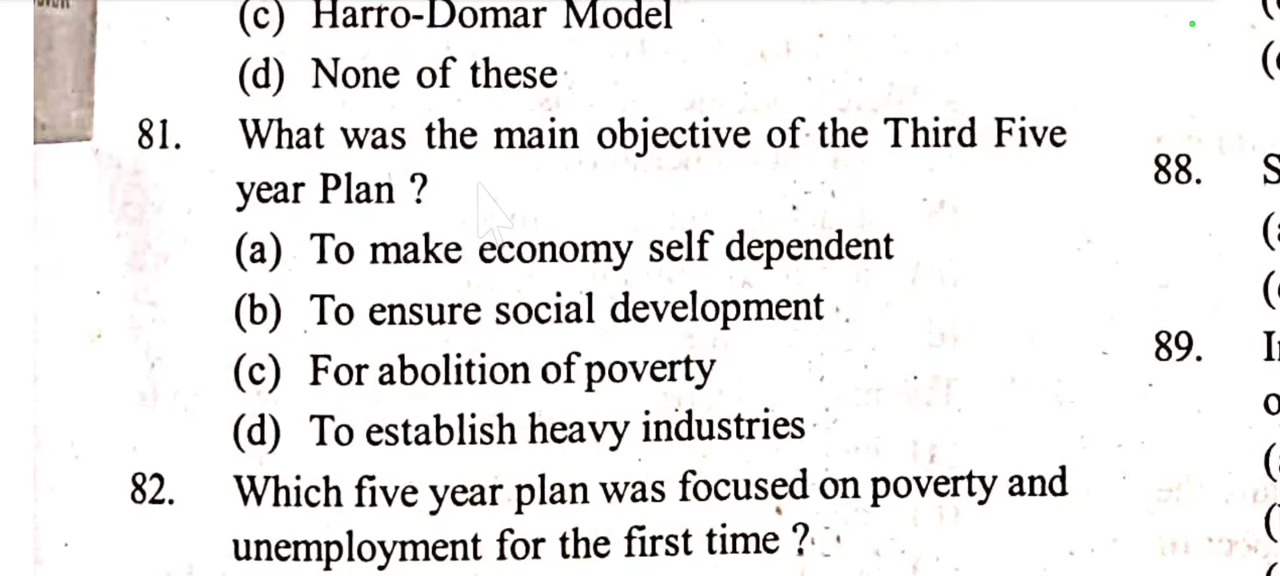 (c) Harro-Domar Model
(d) None of these
81. What was the main objective of the Third Five
year Plan ?
(a) To make economy self dependent
(b) To ensure social development
(c) For abolition of poverty
(d) To establish heavy industries
82. Which five year plan was focused on poverty and
unemployment for the first time ?
88.
89.